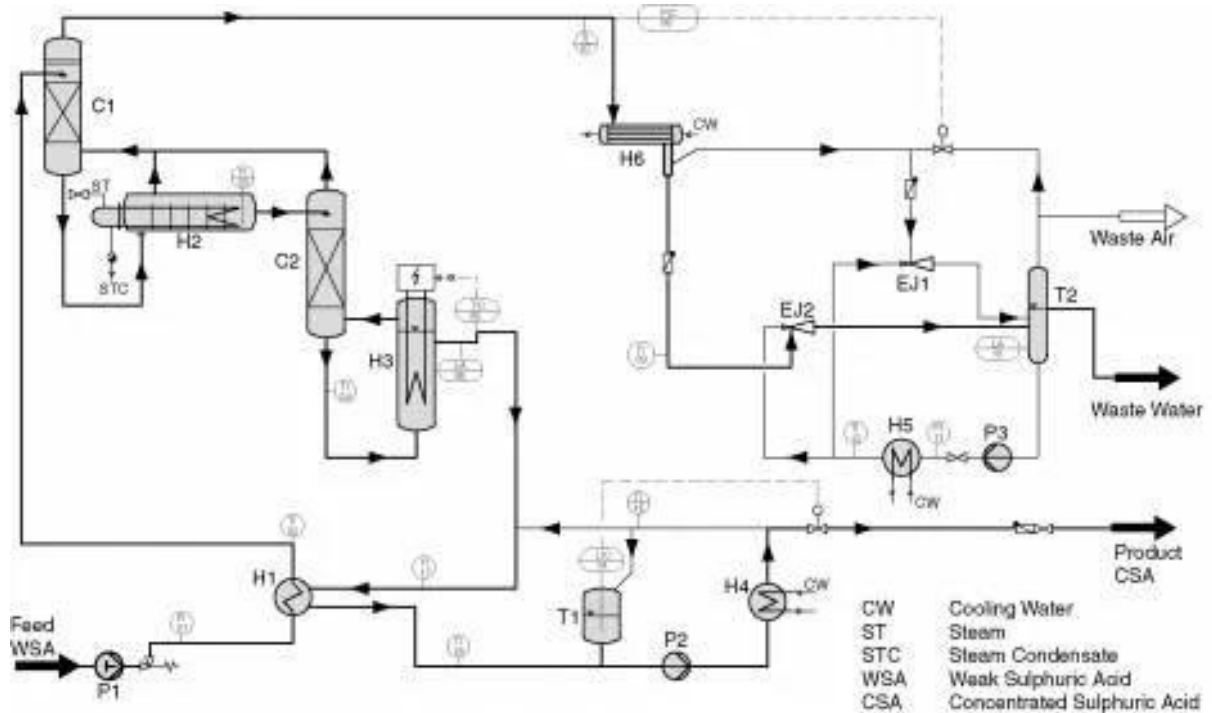 C1
CW
H6
ST
H2
STC
C2
H3
EJ1
EJ2
T2
Waste Air
Waste Water
H5
P3
CW
H1
T1
H4
CW
P2
Product
CSA
Feed
WSA
P1
CW Cooling Water
ST Steam
STC Steam Condensate
WSA Weak Sulphuric Acid
CSA Concentrated Sulphuric Acid